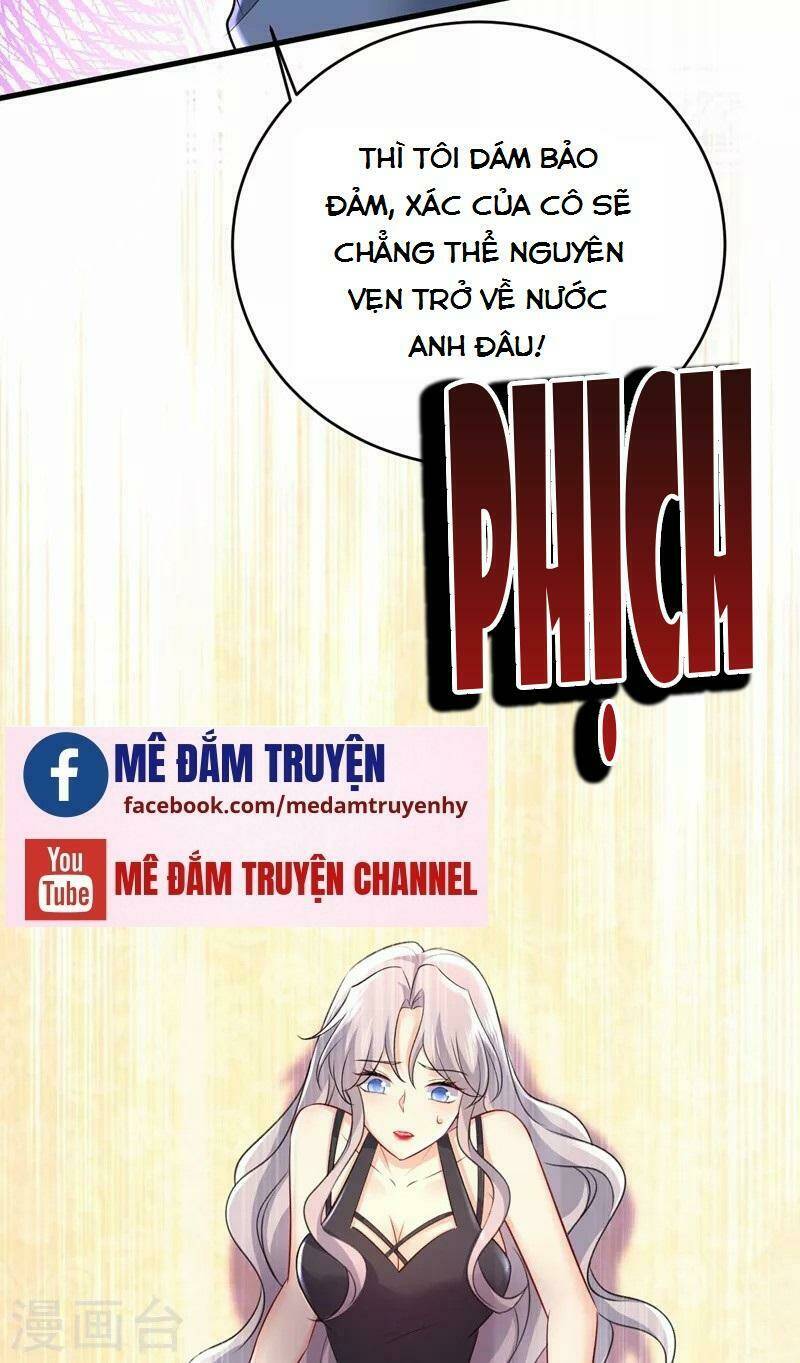 THÌ TÔI DÁM BẢO
ĐẢM, XÁC CỦA CÔ SẼ
CHẲNG THỂ NGUYÊN
VẸN TRỞ VỀ NƯỚC
ANH ĐÂU!
PHỊCH
f MÊ ĐẮM TRUYỆN
facebook.com/medamtruyenhy
You
Tube
MÊ ĐẮM TRUYỆN CHANNEL
漫画台